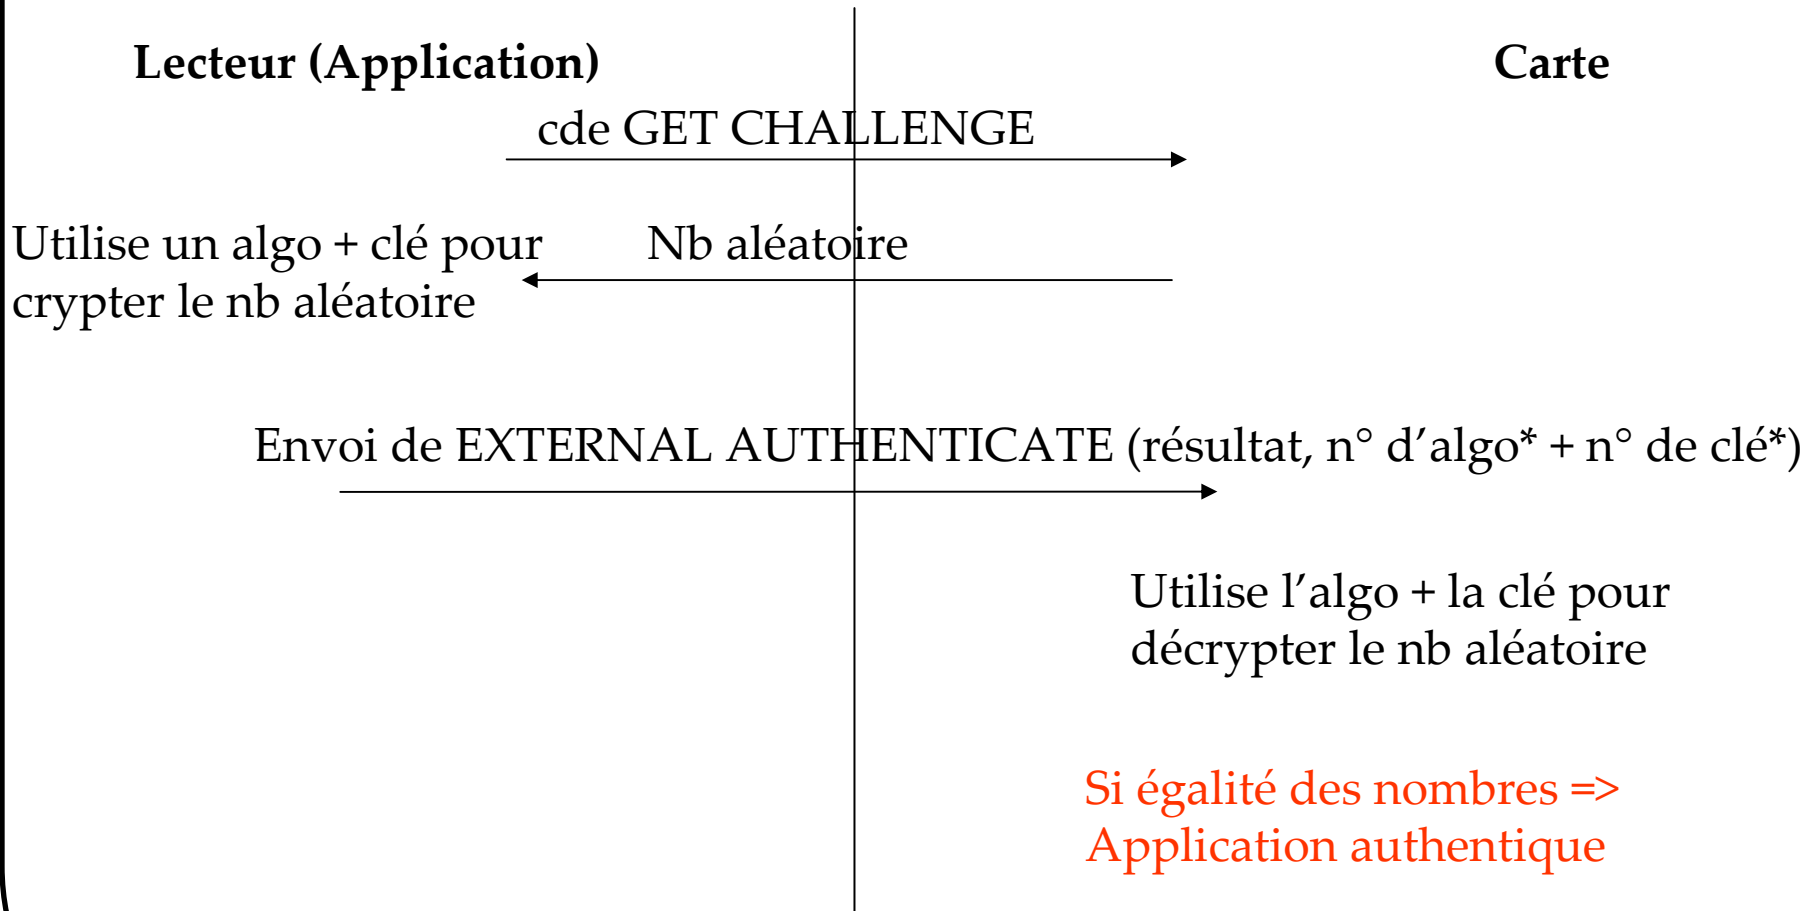 Lecteur (Application)
Carte
cde GET CHALLENGE
Utilise un algo + clé pour
crypter le nb aléatoire
Nb aléatoire
Envoi de EXTERNAL AUTHENTICATE (résultat, n° d’algo* + n° de clé*)
Utilise l’algo + la clé pour
décrypter le nb aléatoire
Si égalité des nombres =>
Application authentique